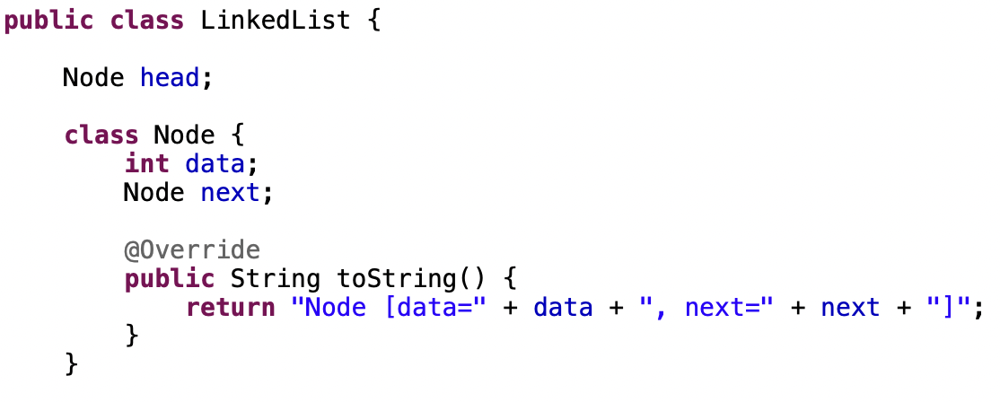 public class LinkedList {
Node head;
class Node {
int data;
Node next;
@Override
public String toString() {
return "Node [data=" + data + ", next=" + next + "]";
}
}